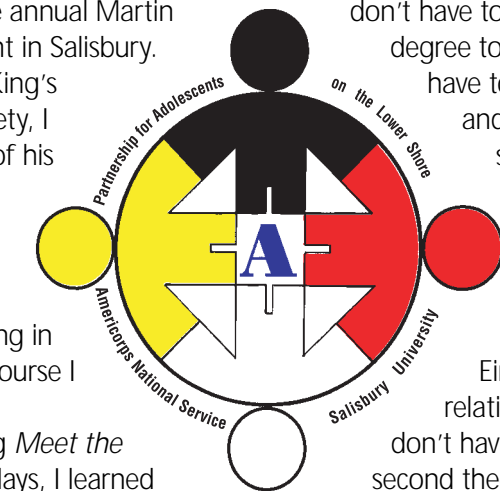 e annual Martin
nt in Salisbury.
King's
ety, I
of his
ng in
ourse I
g Meet the
days, I learned
Partnership for Adolescents
on the Lower Shore
A
Americorps National Service
Salisbury University
don't have to
degree to
have to
and
s
Ein
relati
don't hav
second the